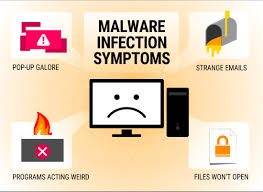 MALWARE
INFECTION
SYMPTOMS
POP-UP GALORE
STRANGE EMAILS
PROGRAMS ACTING WEIRD
FILES WON'T OPEN